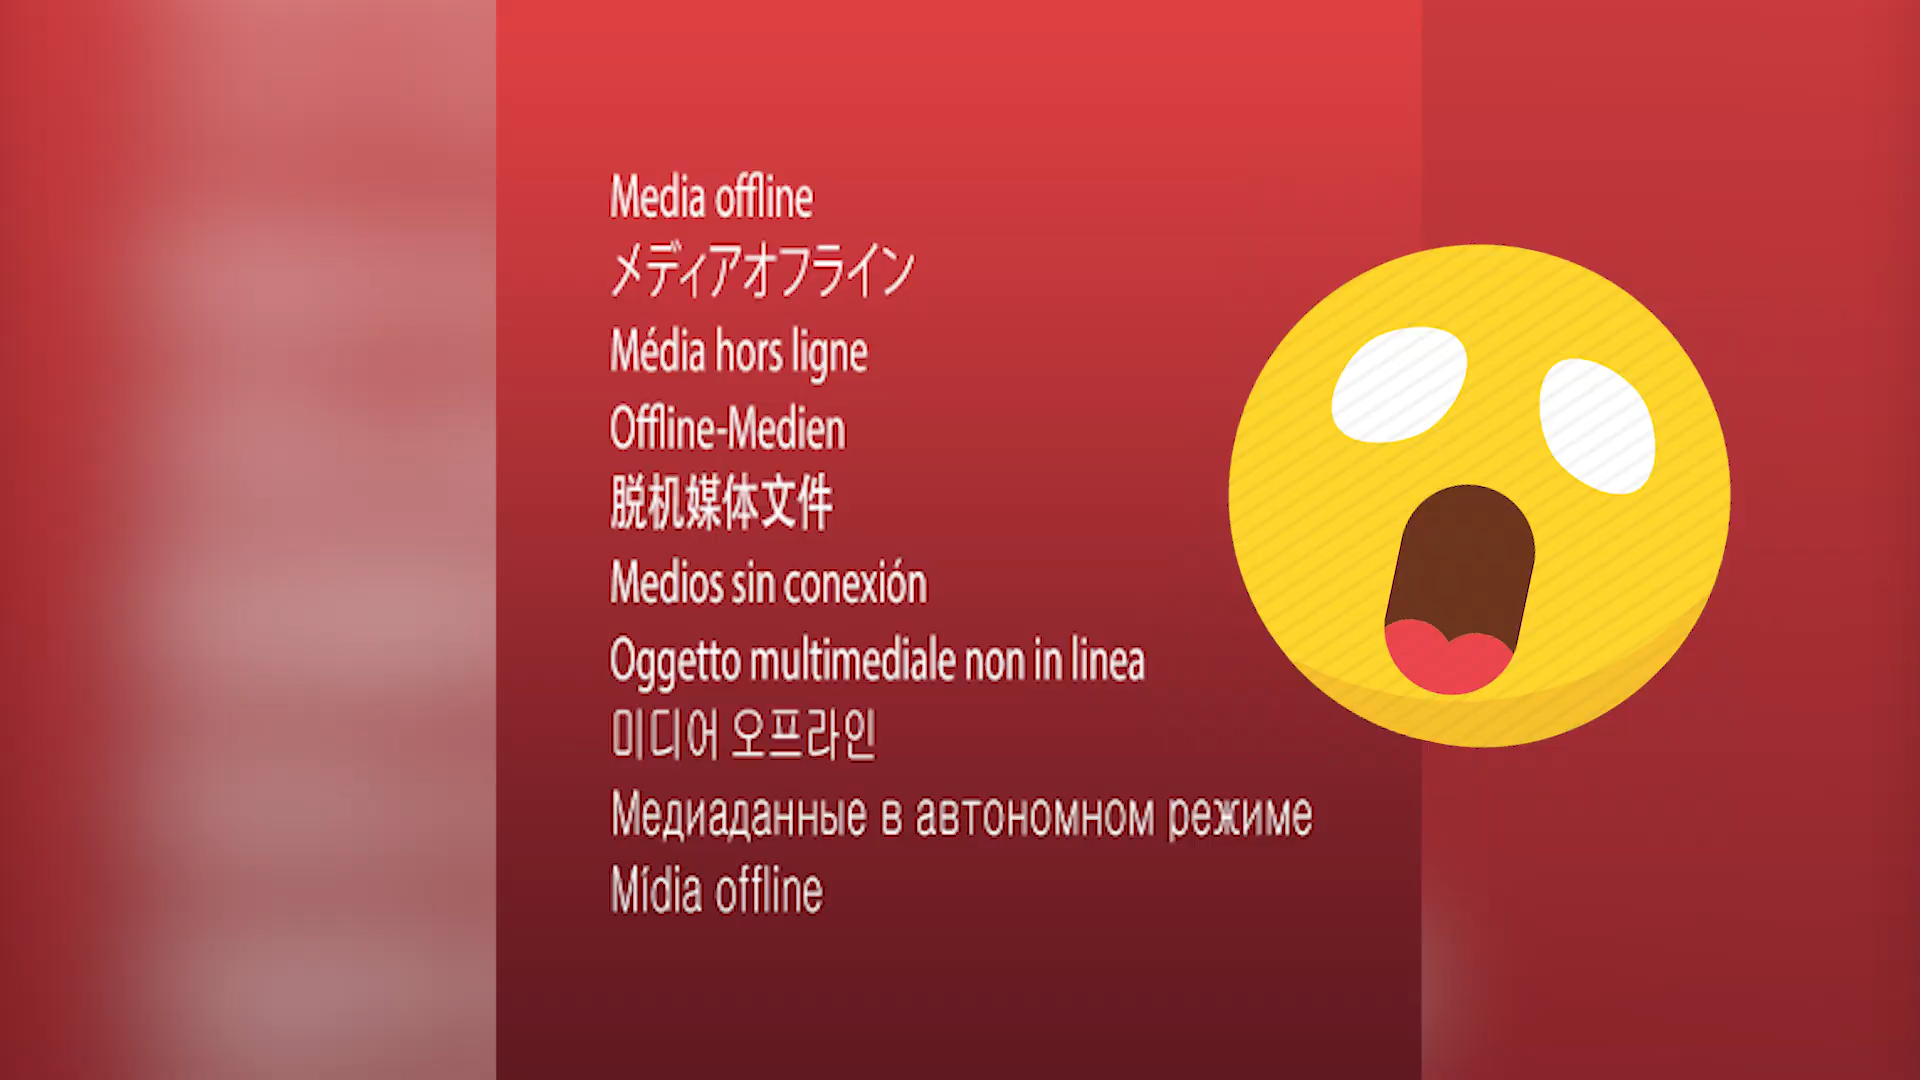 Media offline
メディアオフライン
Média hors ligne
Offline-Medien
脱机媒体文件
Medios sin conexión
Oggetto multimediale non in linea
미디어 오프라인
Медиаданные в автономном режиме
Mídia offline